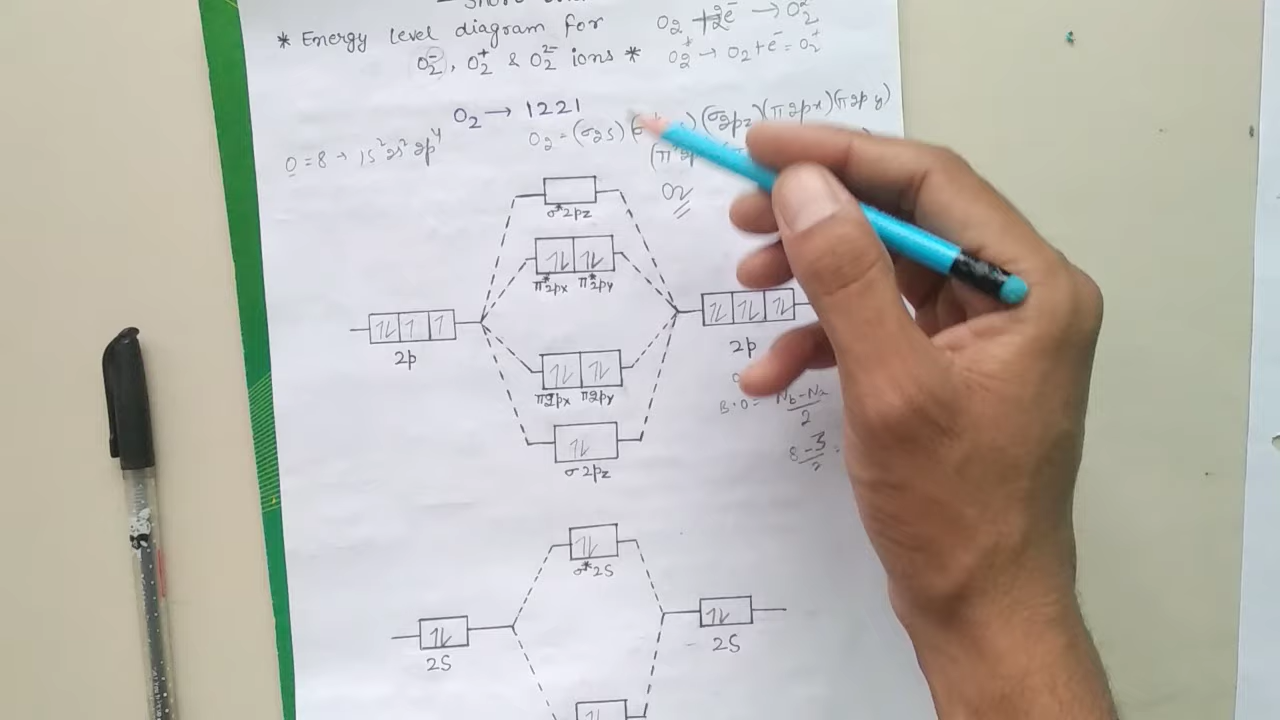 * Energy level diagram for
O₂⁻, O₂⁺ & O₂²⁻ ions *
O₂ + 2e⁻ → O₂²⁻
O₂⁺ → O₂ + e⁻ = O₂⁺
O₂ → 1221
O = 8 → 1s² 2s² 2p⁴
O₂ = (σ2s) (σ2pz) (π2px) (π2py)
O₂
σ*2pz
π*2px π*2py
2p
2p
π2px π2py
B·O = Nb-Na
2
8-3
2
=
σ2pz
σ*2S
2S
2S